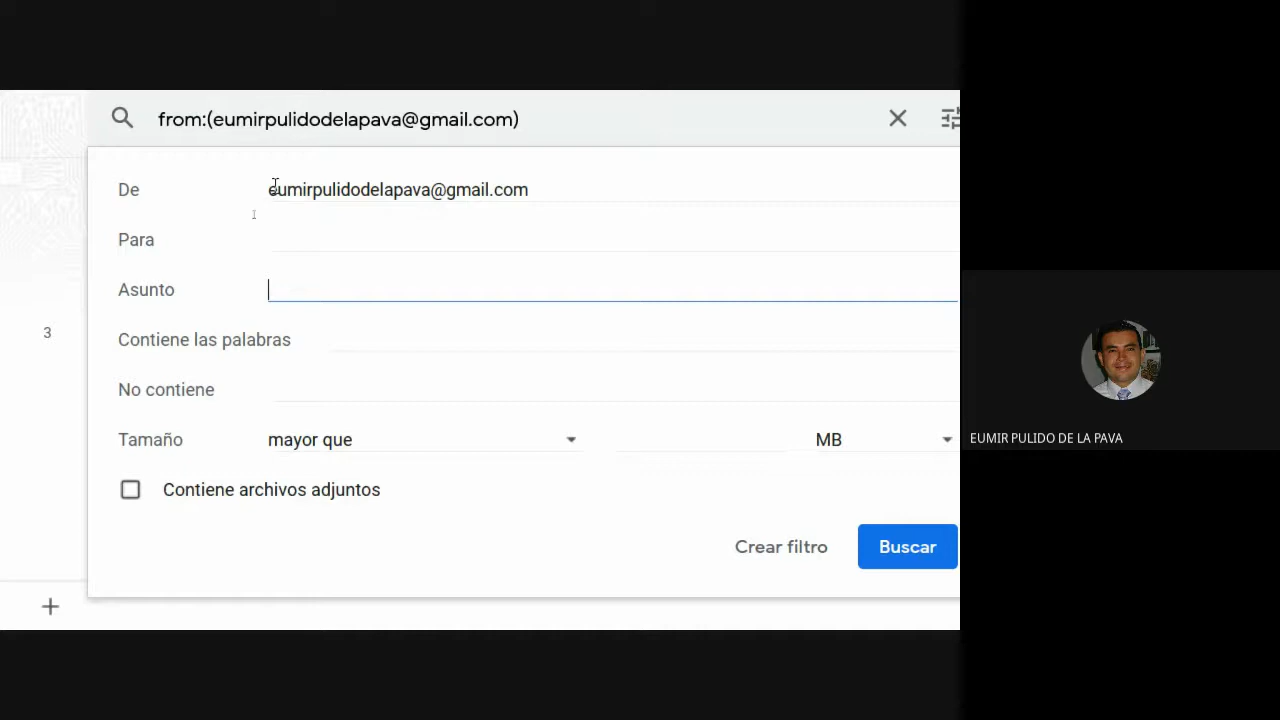 from:(eumirpulidodelapava@gmail.com)
De eumirpulidodelapava@gmail.com
Para
Asunto
3
Contiene las palabras
No contiene
Tamaño mayor que MB
EUMIR PULIDO DE LA PAVA
Contiene archivos adjuntos
Crear filtro Buscar